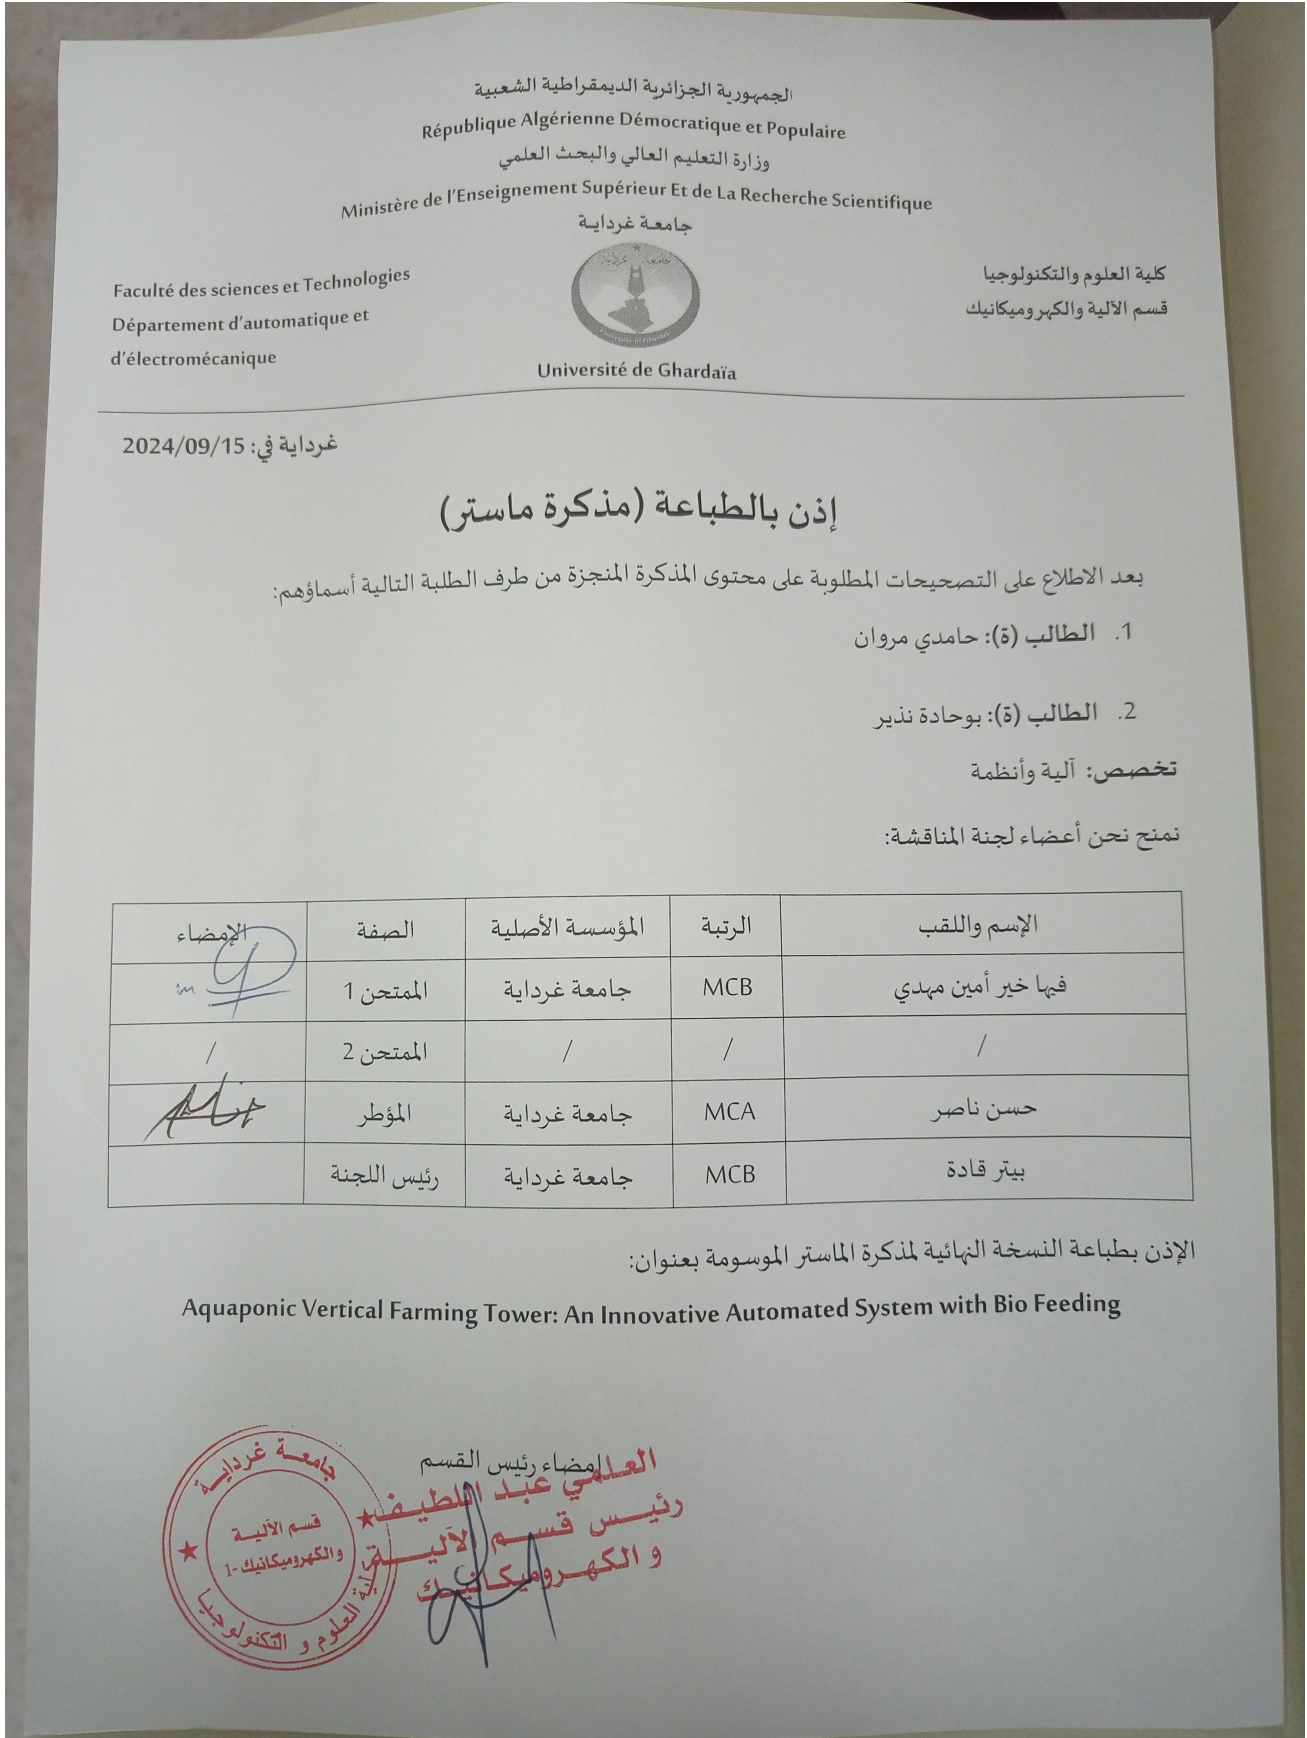 الجمهورية الجزائرية الديمقراطية الشعبية
République Algérienne Démocratique et Populaire
وزارة التعليم العالي والبحث العلمي
Ministère de l'Enseignement Supérieur Et de La Recherche Scientifique
جامعة غرداية
كلية العلوم والتكنولوجيا
قسم الآلية والكهروميكانيك
Faculté des sciences et Technologies
Département d'automatique et
d'électromécanique
Université de Ghardaïa
غرداية في: 2024/09/15
إذن بالطباعة (مذكرة ماستر)
بعد الاطلاع على التصحيحات المطلوبة على محتوى المذكرة المنجزة من طرف الطلبة التالية أسماؤهم:
1. الطالب (ة): حامدي مروان
2. الطالب (ة): بوحادة نذير
تخصص: آلية وأنظمة
نمنح نحن أعضاء لجنة المناقشة:
الإسم واللقب الرتبة المؤسسة الأصلية الصفة الإمضاء
فيها خير أمين مهدي MCB جامعة غرداية الممتحن 1
/ / / الممتحن 2 /
حسن ناصر MCA جامعة غرداية المؤطر
بيتر قادة MCB جامعة غرداية رئيس اللجنة
الإذن بطباعة النسخة النهائية لمذكرة الماستر الموسومة بعنوان:
Aquaponic Vertical Farming Tower: An Innovative Automated System with Bio Feeding
إمضاء رئيس القسم
العلمي عبد اللطيف
رئيس قسم الآلية
و الكهروميكانيك
جامعة غرداية
قسم الآلية
والكهروميكانيك-1
كلية العلوم و التكنولوجيا